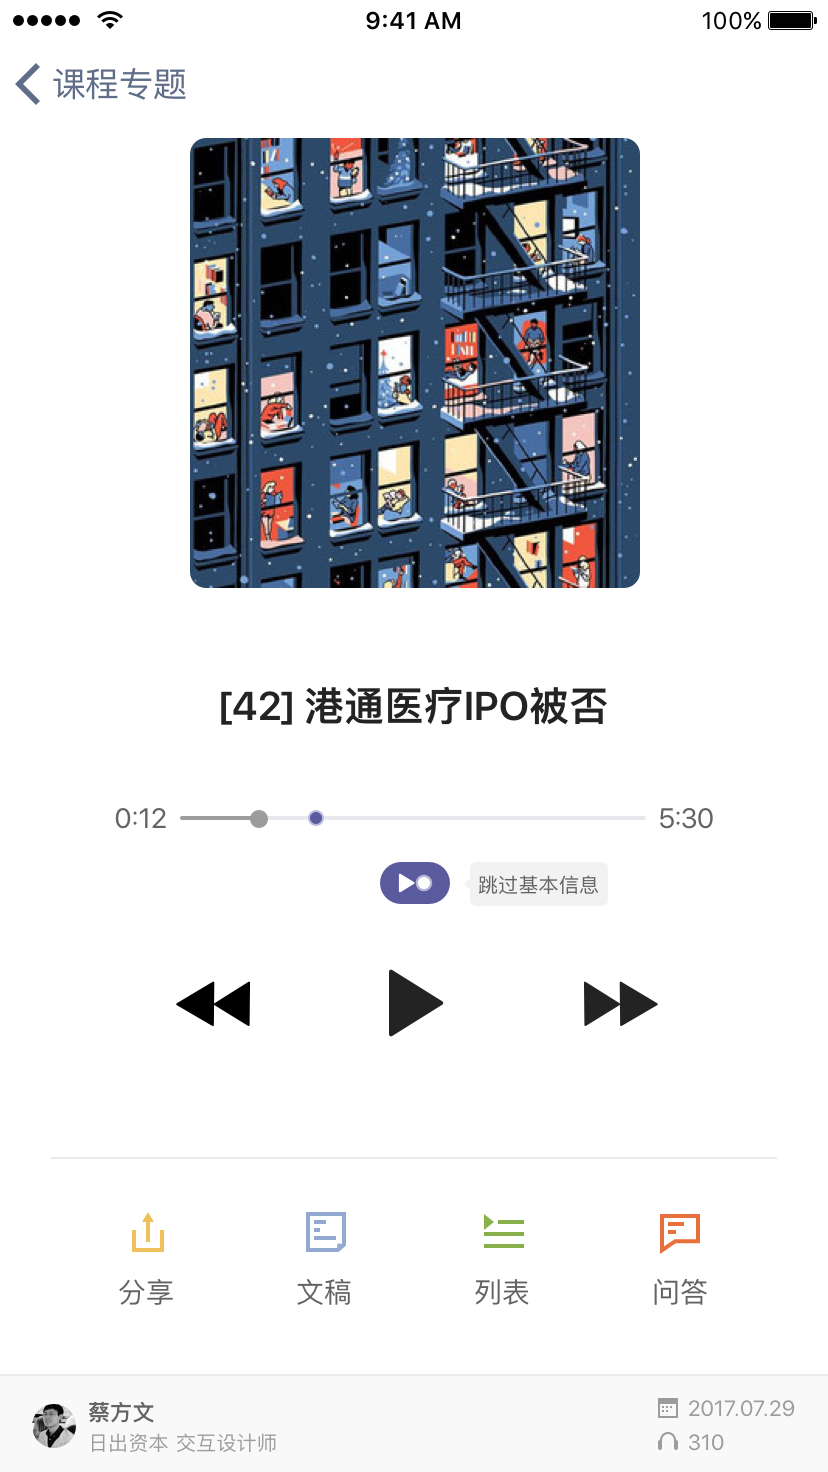 9:41 AM
100%
课程专题
[42] 港通医疗IPO被否
0:12
5:30
跳过基本信息
分享
文稿
列表
问答
蔡方文
日出资本 交互设计师
2017.07.29
310